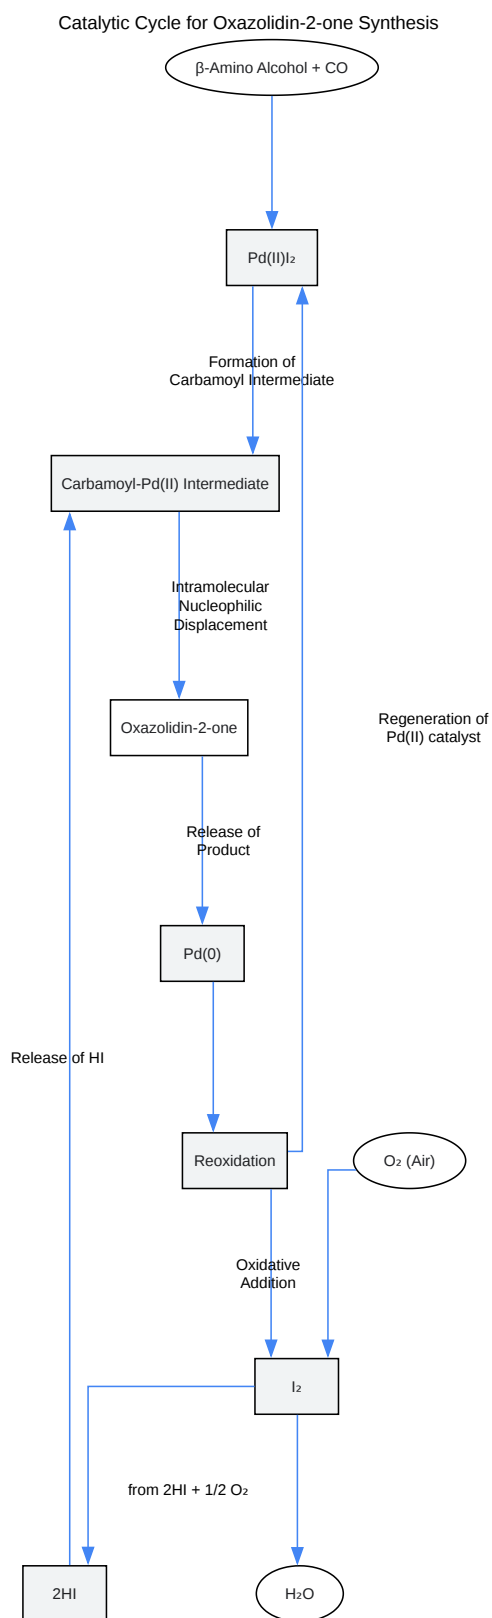 Catalytic Cycle for Oxazolidin-2-one Synthesis
β-Amino Alcohol + CO
Pd(II)I₂
Formation of
Carbamoyl Intermediate
Carbamoyl-Pd(II) Intermediate
Intramolecular
Nucleophilic
Displacement
Oxazolidin-2-one
Regeneration of
Pd(II) catalyst
Release of
Product
Pd(0)
Release of HI
Reoxidation
O₂ (Air)
Oxidative
Addition
I₂
from 2HI + 1/2 O₂
2HI
H₂O